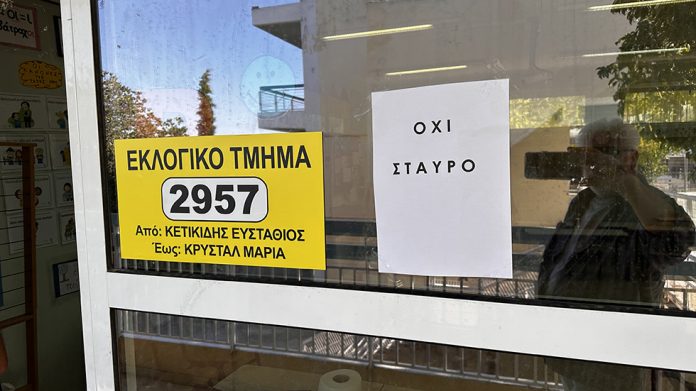 ΕΚΛΟΓΙΚΟ ΤΜΗΜΑ
2957
Από: ΚΕΤΙΚΙΔΗΣ ΕΥΣΤΑΘΙΟΣ
Έως: ΚΡΥΣΤΑΛ ΜΑΡΙΑ
ΟΧΙ
ΣΤΑΥΡΟ